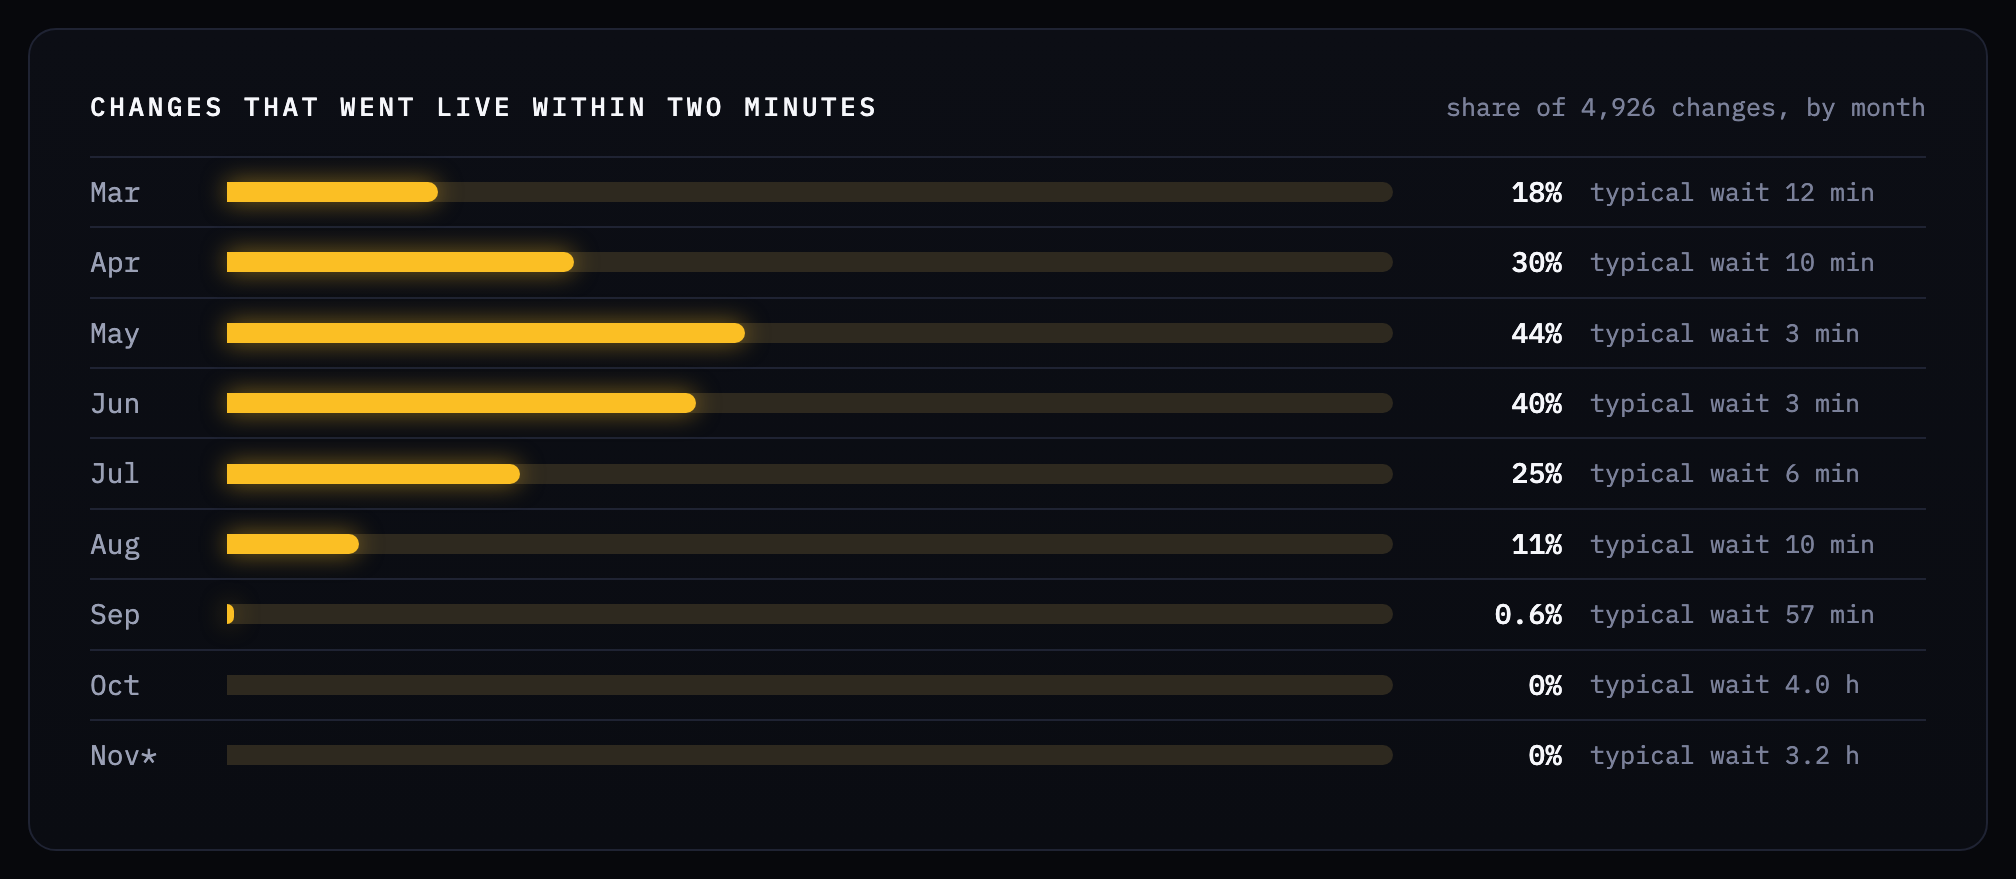 CHANGES THAT WENT LIVE WITHIN TWO MINUTES share of 4,926 changes, by month
Mar 18% typical wait 12 min
Apr 30% typical wait 10 min
May 44% typical wait 3 min
Jun 40% typical wait 3 min
Jul 25% typical wait 6 min
Aug 11% typical wait 10 min
Sep 0.6% typical wait 57 min
Oct 0% typical wait 4.0 h
Nov* 0% typical wait 3.2 h